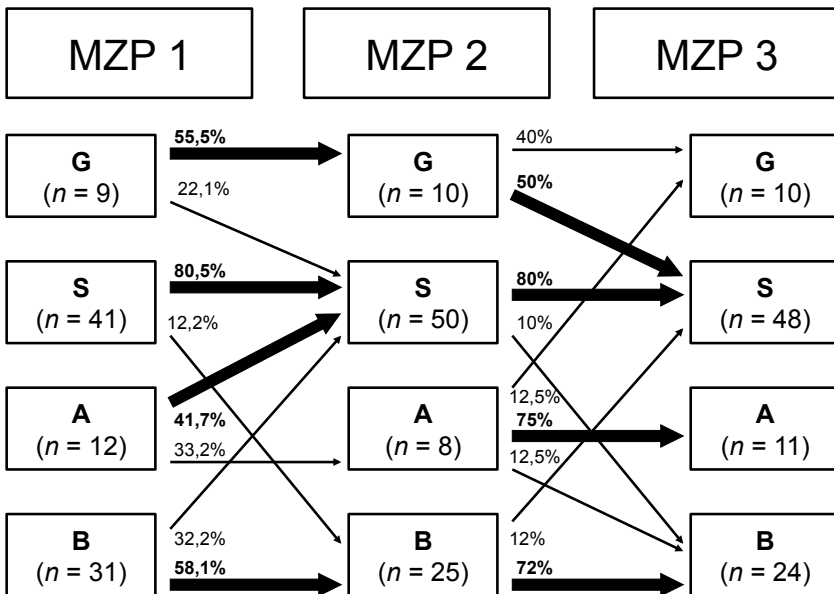 MZP 1 MZP 2 MZP 3
55,5% 40%
G G G
(n = 9) 22,1% (n = 10) 50% (n = 10)
80,5% 80%
S S S
(n = 41) 12,2% (n = 50) 10% (n = 48)
12,5%
A 41,7% A 75% A
(n = 12) 33,2% (n = 8) 12,5% (n = 11)
B 32,2% B 12% B
(n = 31) 58,1% (n = 25) 72% (n = 24)